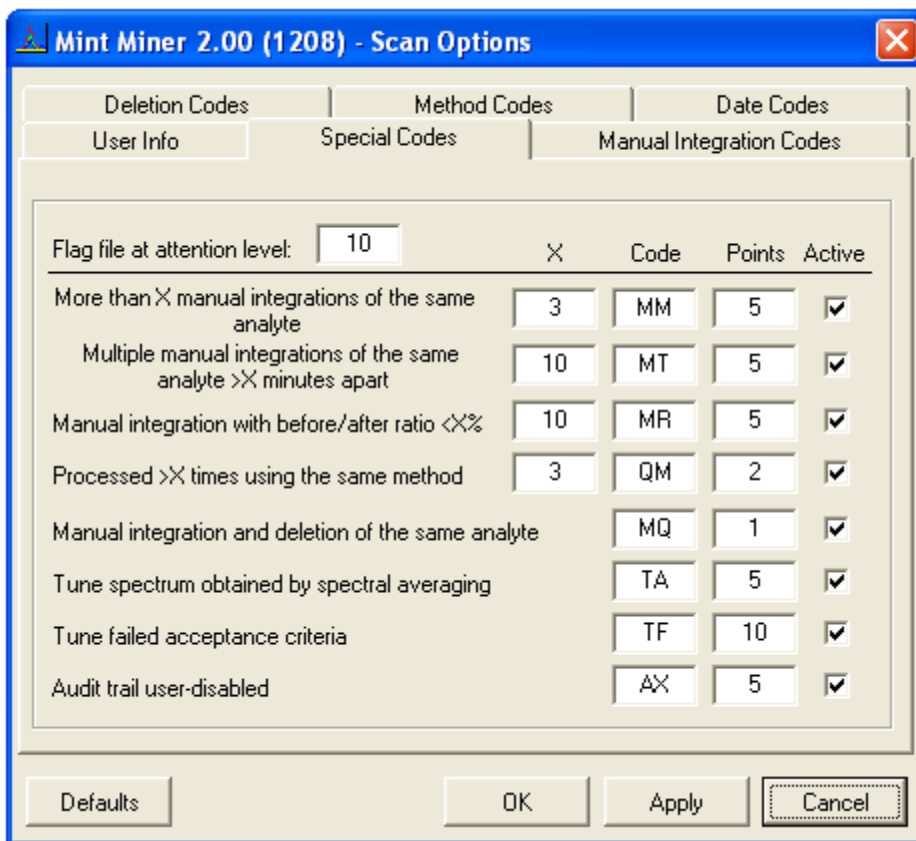 Mint Miner 2.00 (1208) - Scan Options
Deletion Codes Method Codes Date Codes
User Info Special Codes Manual Integration Codes
Flag file at attention level: 10 X Code Points Active
More than X manual integrations of the same
analyte
3 MM 5
Multiple manual integrations of the same
analyte >X minutes apart
10 MT 5
Manual integration with before/after ratio <X% 10 MR 5
Processed >X times using the same method 3 QM 2
Manual integration and deletion of the same analyte MQ 1
Tune spectrum obtained by spectral averaging TA 5
Tune failed acceptance criteria TF 10
Audit trail user-disabled AX 5
Defaults OK Apply Cancel